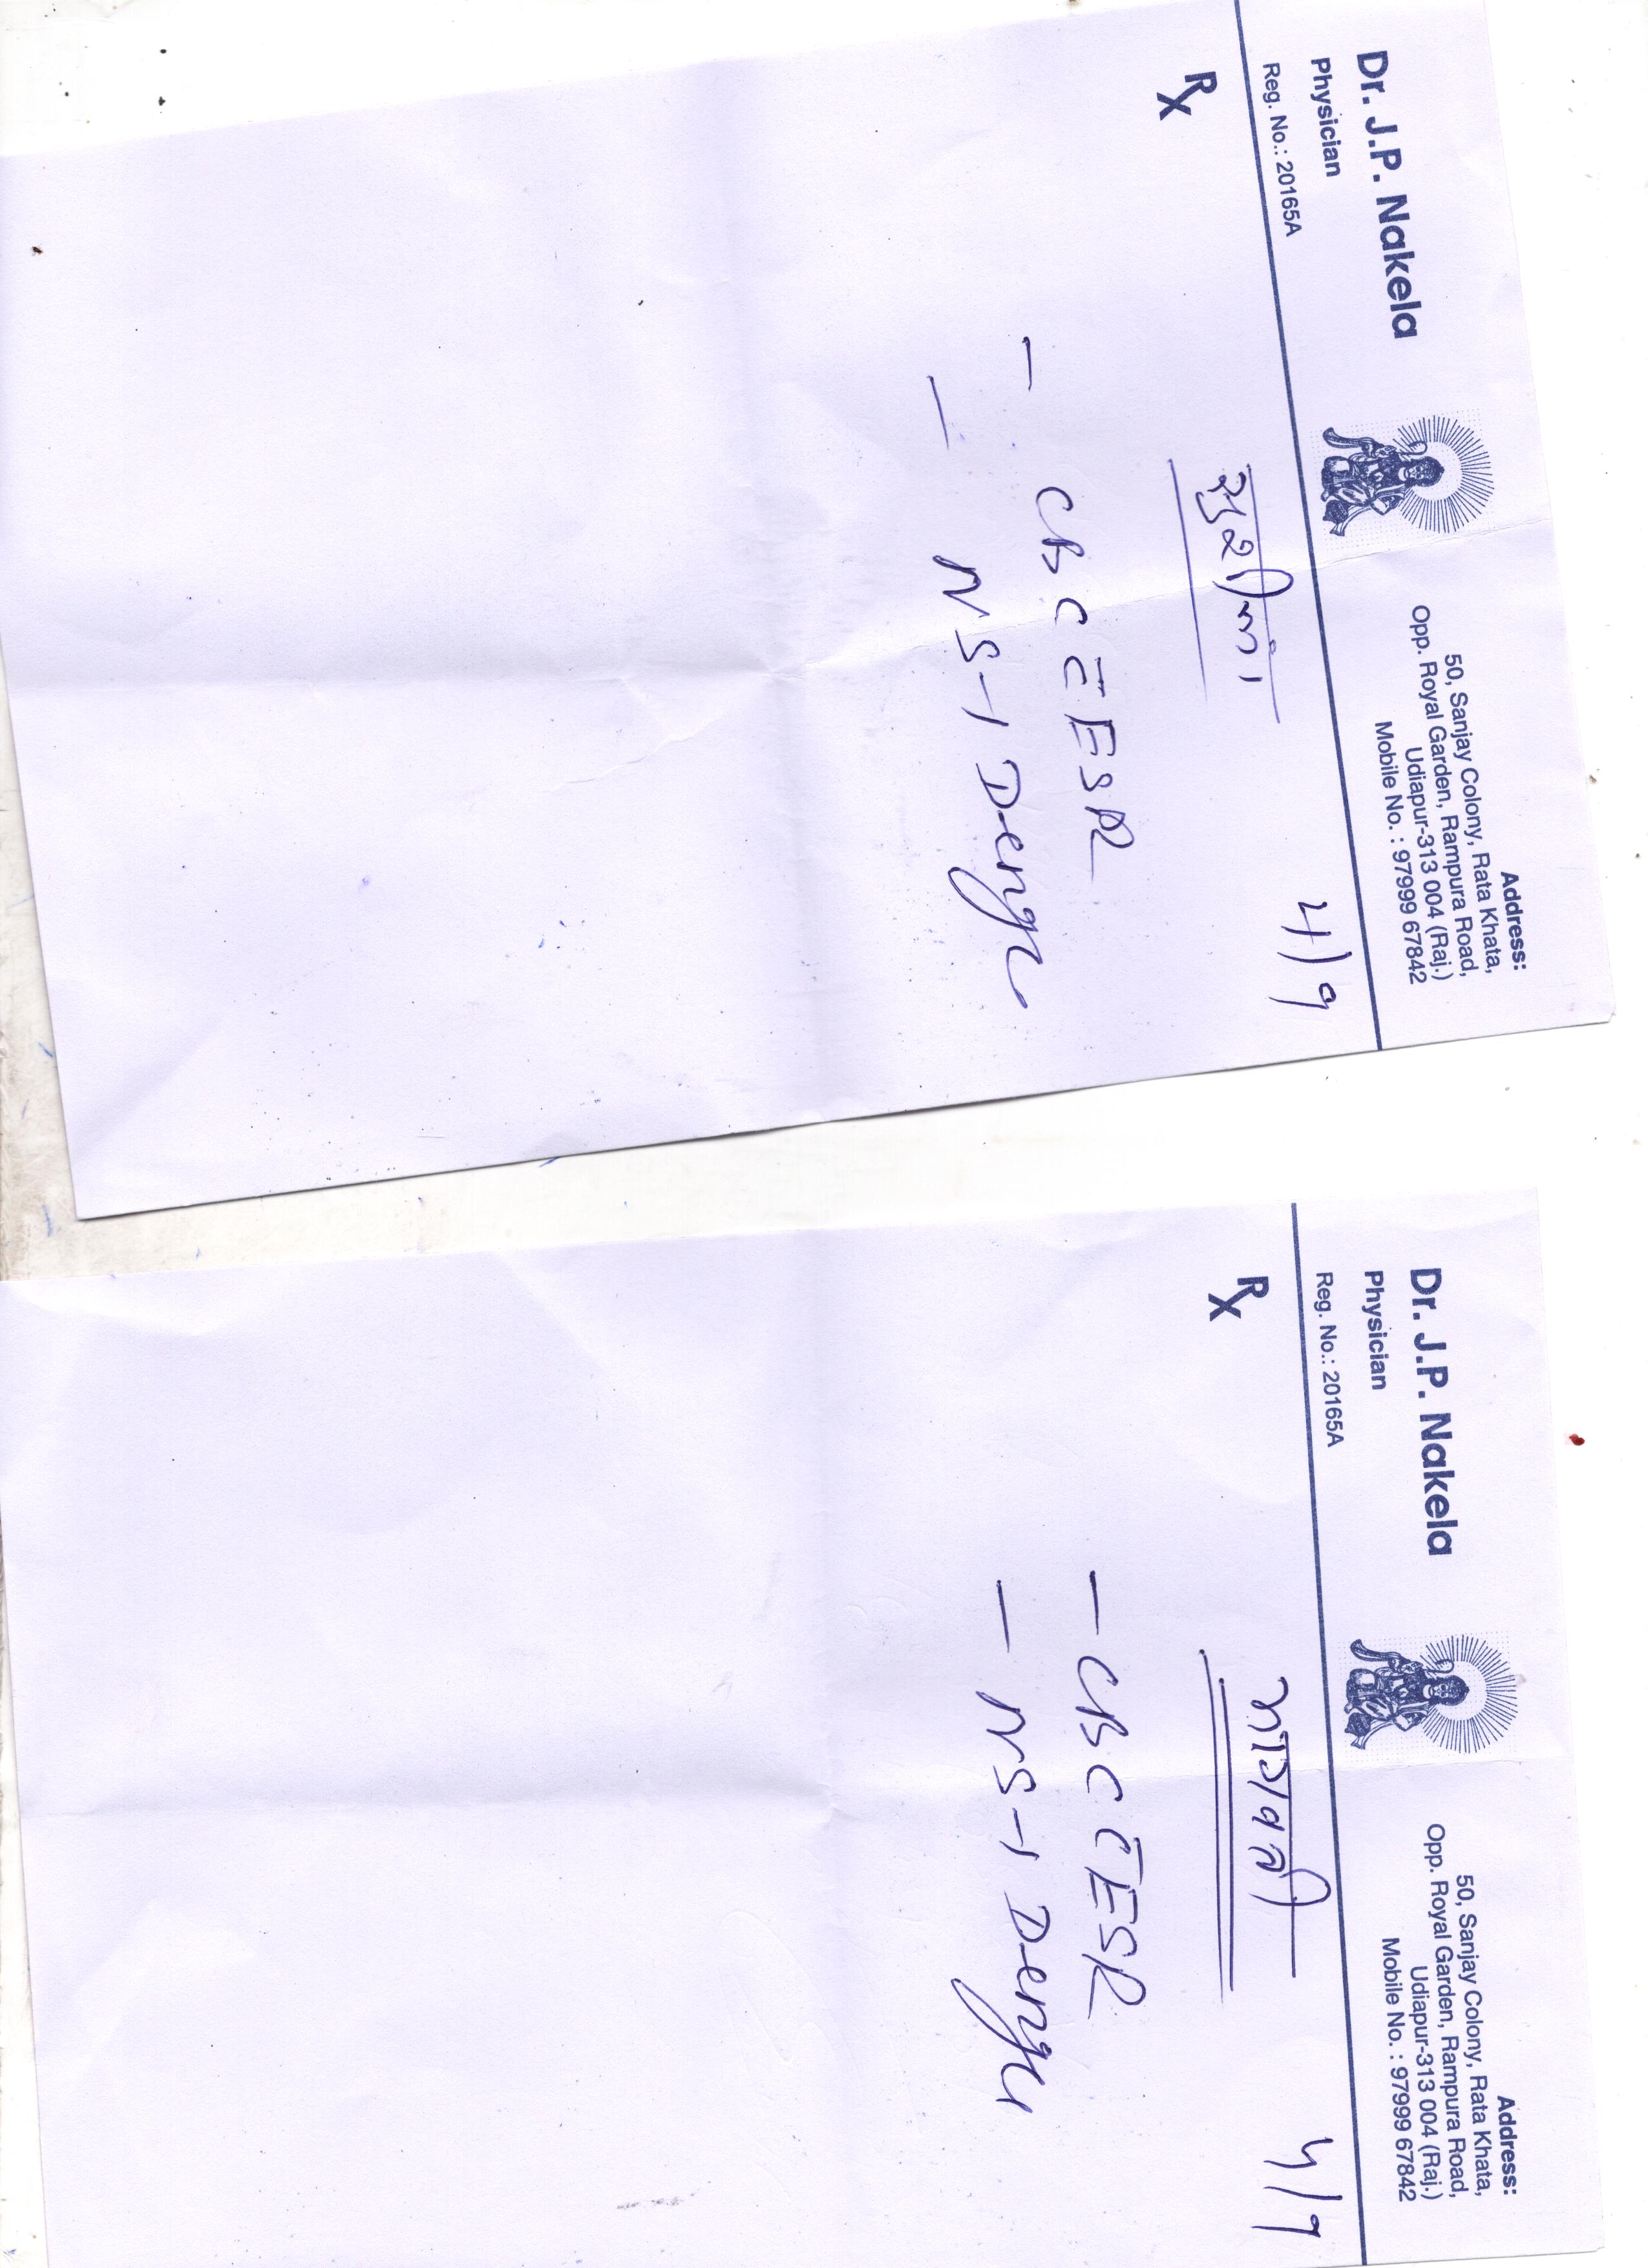 Dr. J.P. Nakela
Physician
Reg. No.: 20165A
Address:
50, Sanjay Colony, Rata Khata,
Opp. Royal Garden, Rampura Road,
Udiapur-313 004 (Raj.)
Mobile No. : 97999 67842
Rx
4/9
- CBC C̄ ESR
- NS-1 Dengue
Dr. J.P. Nakela
Physician
Reg. No.: 20165A
Address:
50, Sanjay Colony, Rata Khata,
Opp. Royal Garden, Rampura Road,
Udiapur-313 004 (Raj.)
Mobile No. : 97999 67842
Rx
4/9
- CBC C̄ ESR
- NS-1 Dengue